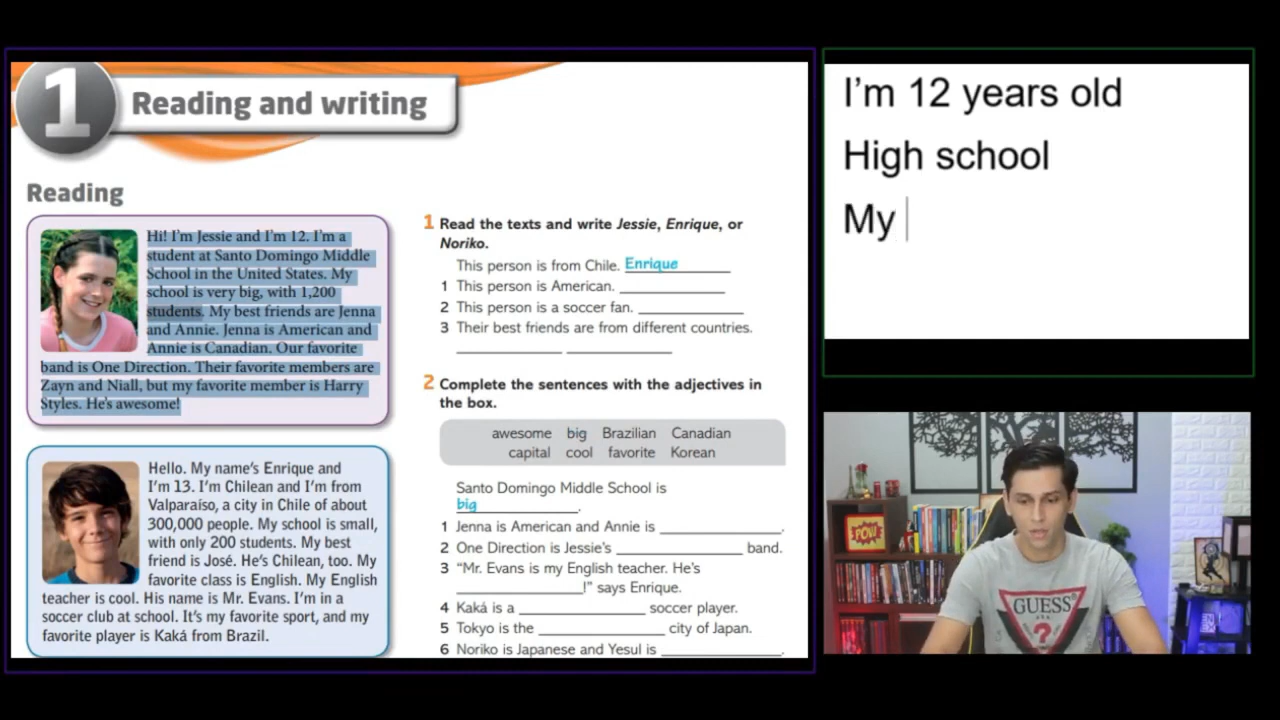 1
Reading and writing
Reading
Hi! I'm Jessie and I'm 12. I'm a
student at Santo Domingo Middle
School in the United States. My
school is very big, with 1,200
students. My best friends are Jenna
and Annie. Jenna is American and
Annie is Canadian. Our favorite
band is One Direction. Their favorite members are
Zayn and Niall, but my favorite member is Harry
Styles. He's awesome!
Hello. My name's Enrique and
I'm 13. I'm Chilean and I'm from
Valparaíso, a city in Chile of about
300,000 people. My school is small,
with only 200 students. My best
friend is José. He's Chilean, too. My
favorite class is English. My English
teacher is cool. His name is Mr. Evans. I'm in a
soccer club at school. It's my favorite sport, and my
favorite player is Kaká from Brazil.
1 Read the texts and write Jessie, Enrique, or
Noriko.
This person is from Chile. Enrique
1 This person is American. ____________
2 This person is a soccer fan. ____________
3 Their best friends are from different countries.
____________ ____________
2 Complete the sentences with the adjectives in
the box.
awesome big Brazilian Canadian
capital cool favorite Korean
Santo Domingo Middle School is
big____________.
1 Jenna is American and Annie is ____________.
2 One Direction is Jessie's ____________ band.
3 "Mr. Evans is my English teacher. He's
____________!" says Enrique.
4 Kaká is a ____________ soccer player.
5 Tokyo is the ____________ city of Japan.
6 Noriko is Japanese and Yesul is ____________.
I'm 12 years old
High school
My
POW!
GUESS
?